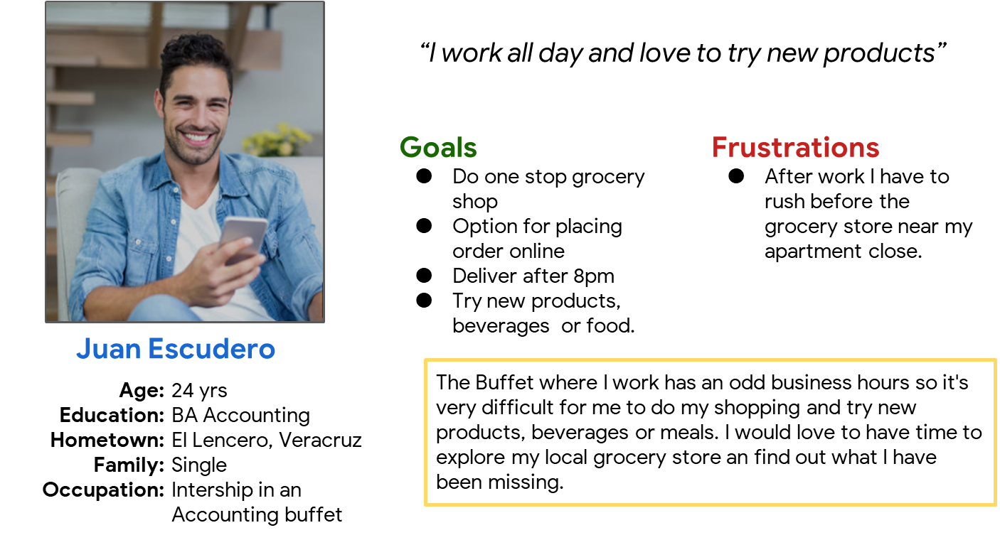 “I work all day and love to try new products”
Goals
● Do one stop grocery
shop
● Option for placing
order online
● Deliver after 8pm
● Try new products,
beverages or food.
Frustrations
● After work I have to
rush before the
grocery store near my
apartment close.
Juan Escudero
Age: 24 yrs
Education: BA Accounting
Hometown: El Lencero, Veracruz
Family: Single
Occupation: Intership in an
Accounting buffet
The Buffet where I work has an odd business hours so it's
very difficult for me to do my shopping and try new
products, beverages or meals. I would love to have time to
explore my local grocery store an find out what I have
been missing.